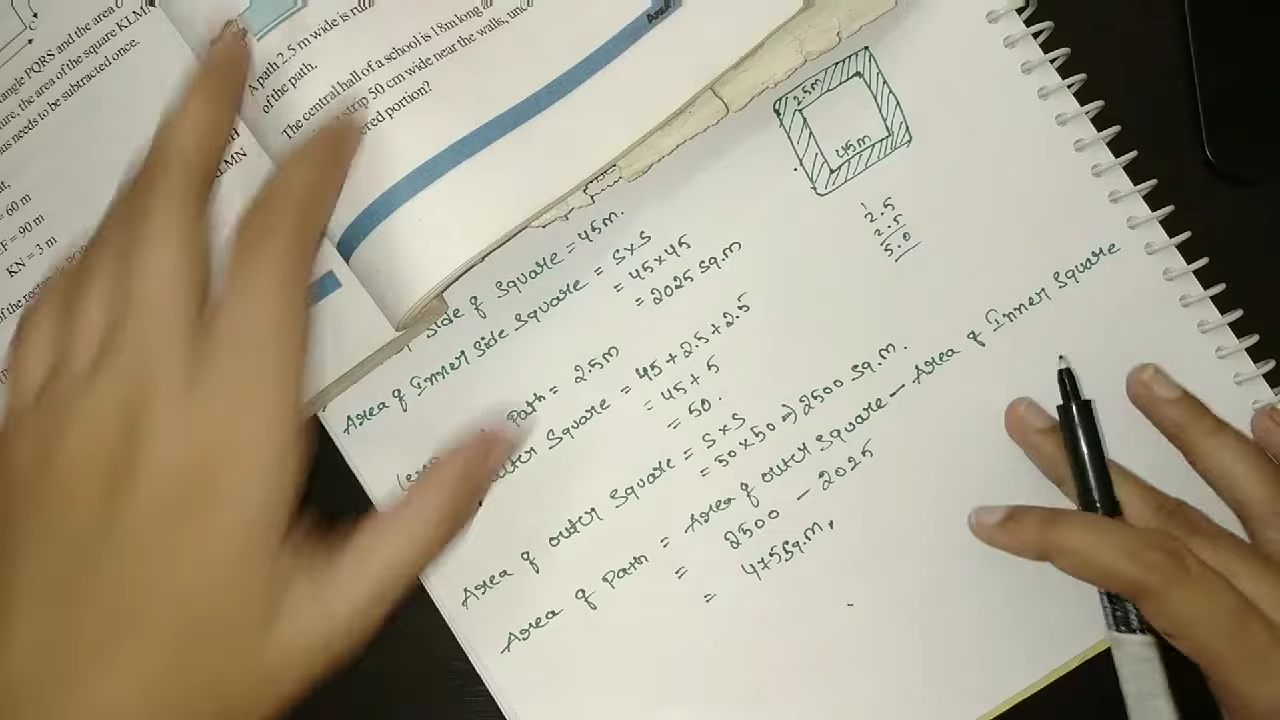 angle PQRS and the area o
ure, the area of the square KLMN
us needs to be subtracted once.
= 60 m
EF = 90 m
KN = 3 m
KLMN
A path 2.5 m wide is
of the path.
The central hall of a school is 18m long
strip 50 cm wide near the walls,
ered portion?
Area
2.5m
45m
2.5
2.5
5.0
Side of Square = 45m.
Area of Inner Side Square = S×S
= 45×45
= 2025 Sq.m
Path = 2.5m
outer Square = 45 + 2.5 + 2.5
= 45 + 5
= 50.
Area of outer Square = S×S
= 50×50 ⇒ 2500 Sq.m.
Area of Path = Area of outer Square - Area of Inner Square
= 2500 - 2025
= 475 Sq.m.